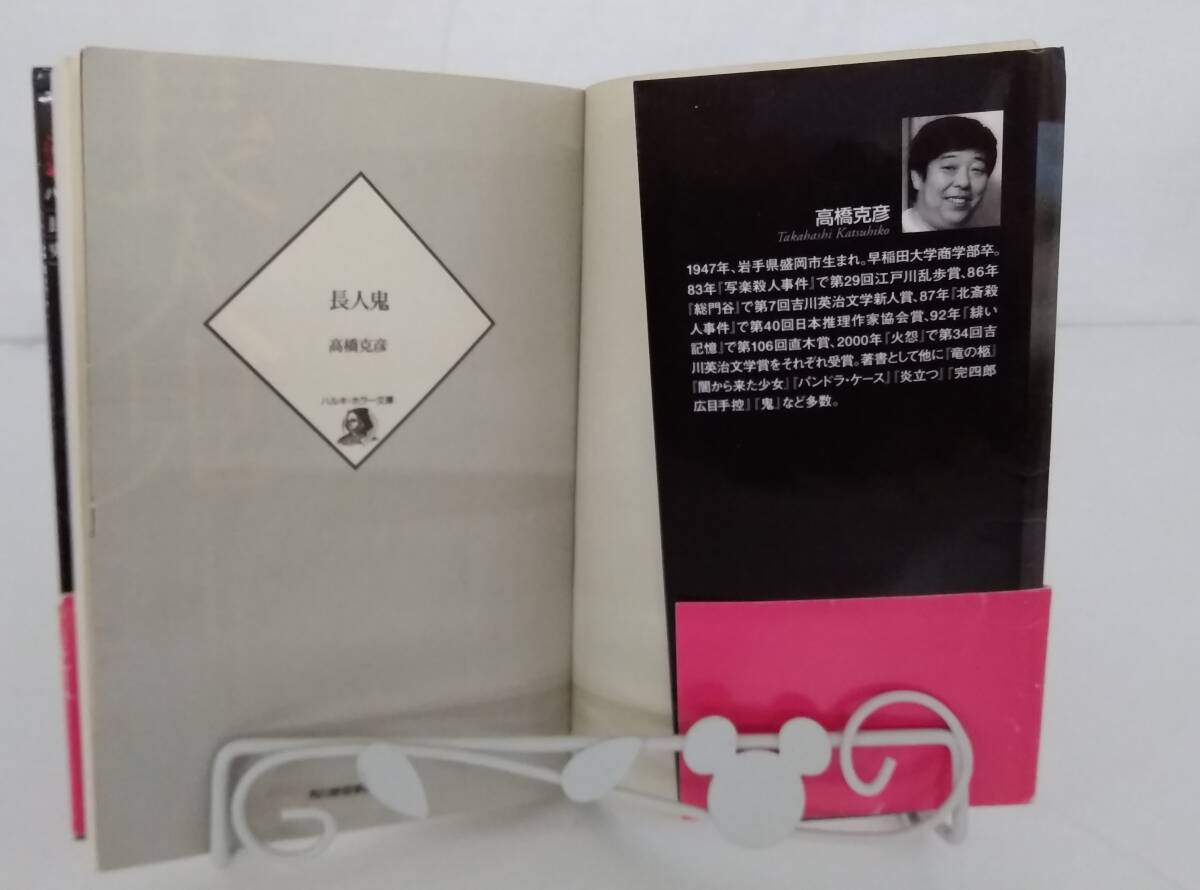 長人鬼
高橋克彦
ハルキ・ホラー文庫
高橋克彦
Takahashi Katsuhiko
1947年、岩手県盛岡市生まれ。早稲田大学商学部卒。
83年『写楽殺人事件』で第29回江戸川乱歩賞、86年
『総門谷』で第7回吉川英治文学新人賞、87年『北斎殺
人事件』で第40回日本推理作家協会賞、92年『緋い
記憶』で第106回直木賞、2000年『火怨』で第34回吉
川英治文学賞をそれぞれ受賞。著書として他に『竜の柩』
『闇から来た少女』『パンドラ・ケース』『炎立つ』『完四郎
広目手控』『鬼』など多数。